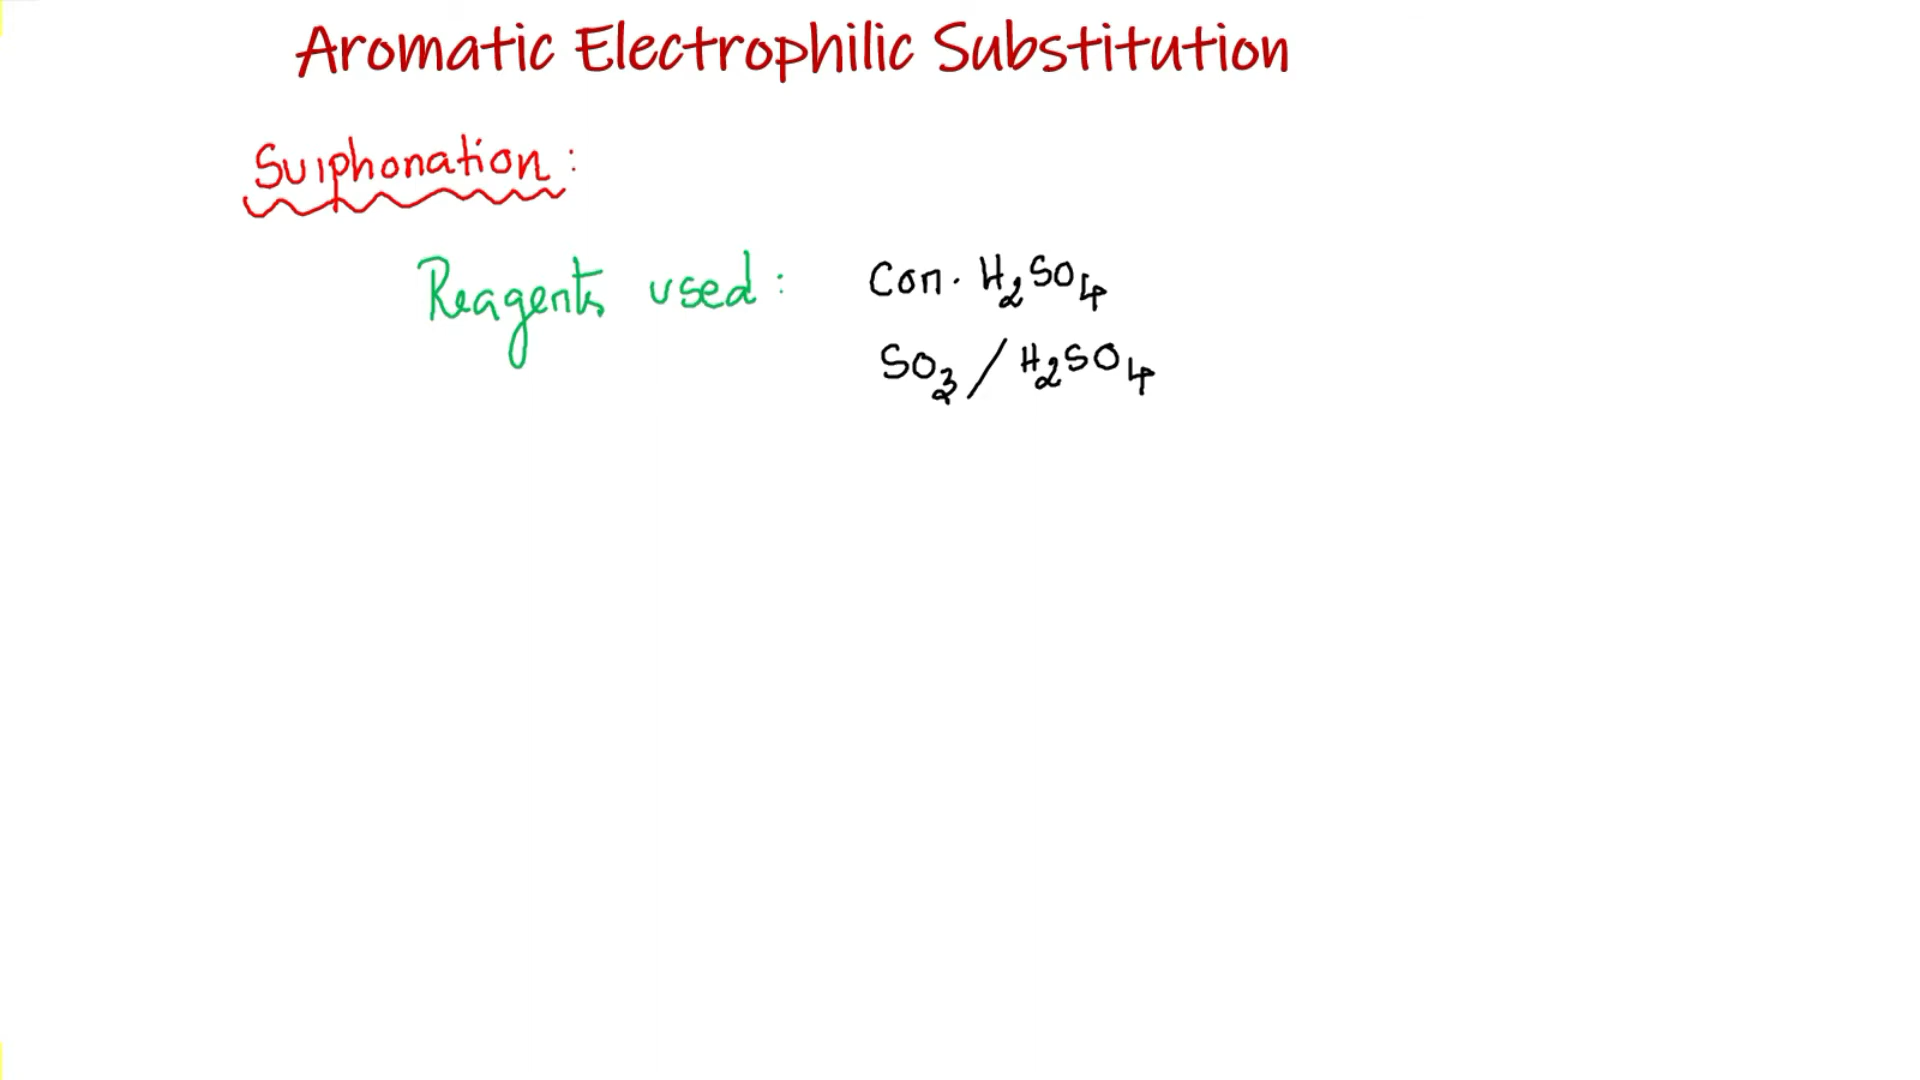 Aromatic Electrophilic Substitution
Sulphonation:
Reagents used: Con. H₂SO₄
SO₃/H₂SO₄